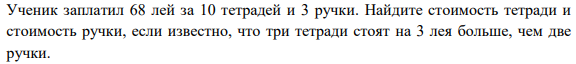 Ученик заплатил 68 лей за 10 тетрадей и 3 ручки. Найдите стоимость тетради и
стоимость ручки, если известно, что три тетради стоят на 3 лея больше, чем две
ручки.